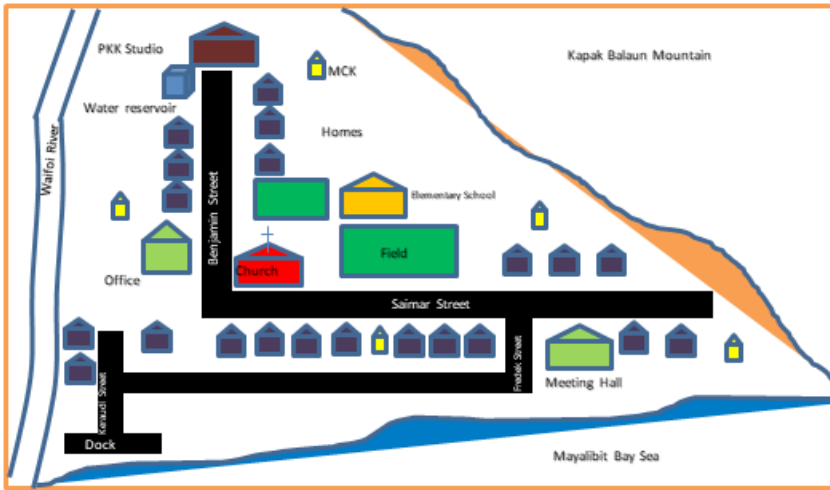 PKK Studio
Kapak Balaun Mountain
MCK
Water reservoir
Homes
Waifoi River
Benjamin Street
Elementary School
Field
Church
Office
Saimar Street
Fredek Street
Meeting Hall
Keraudi Street
Dock
Mayalibit Bay Sea